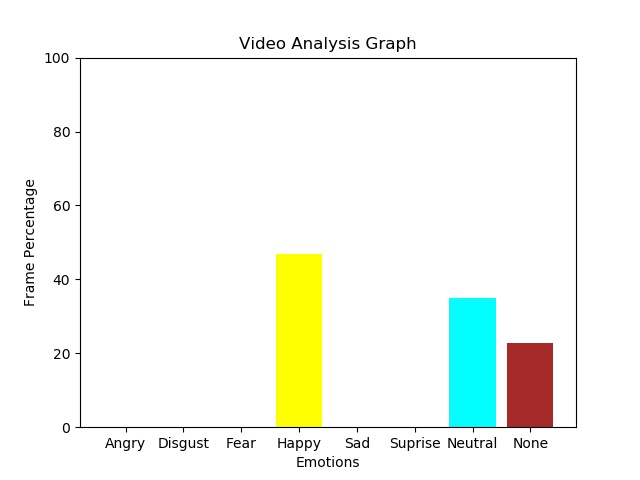 Video Analysis Graph
100
80
60
40
20
0
Frame Percentage
Angry Disgust Fear Happy Sad Suprise Neutral None
Emotions